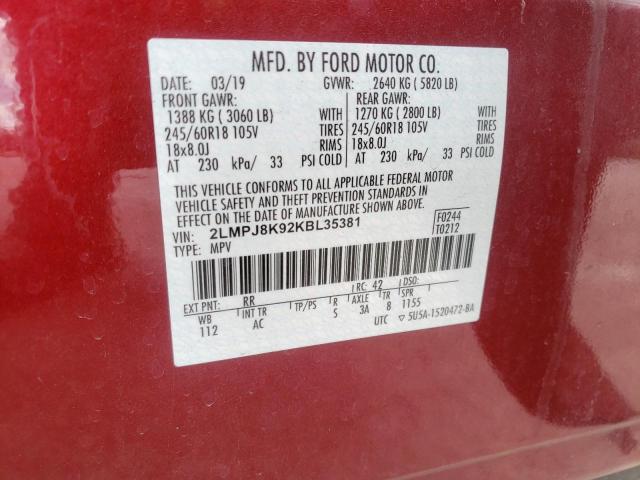 MFD. BY FORD MOTOR CO.
DATE: 03/19 GVWR: 2640 KG ( 5820 LB)
FRONT GAWR: REAR GAWR:
1388 KG ( 3060 LB) 1270 KG ( 2800 LB) WITH
245/60R18 105V 245/60R18 105V TIRES
18x8.0J 18x8.0J RIMS
AT 230 kPa/ 33 PSI COLD AT 230 kPa/ 33 PSI COLD
WITH
TIRES
RIMS
THIS VEHICLE CONFORMS TO ALL APPLICABLE FEDERAL MOTOR
VEHICLE SAFETY AND THEFT PREVENTION STANDARDS IN
EFFECT ON THE DATE OF MANUFACTURE SHOWN ABOVE.
VIN: 2LMPJ8K92KBL35381 F0244
TYPE: MPV T0212
EXT PNT: RR RC: 42 DSO:
WB INT TR TP/PS R AXLE TR SPR
112 AC S 3A 8 1155
UTC ▽5U5A-1520472-BA